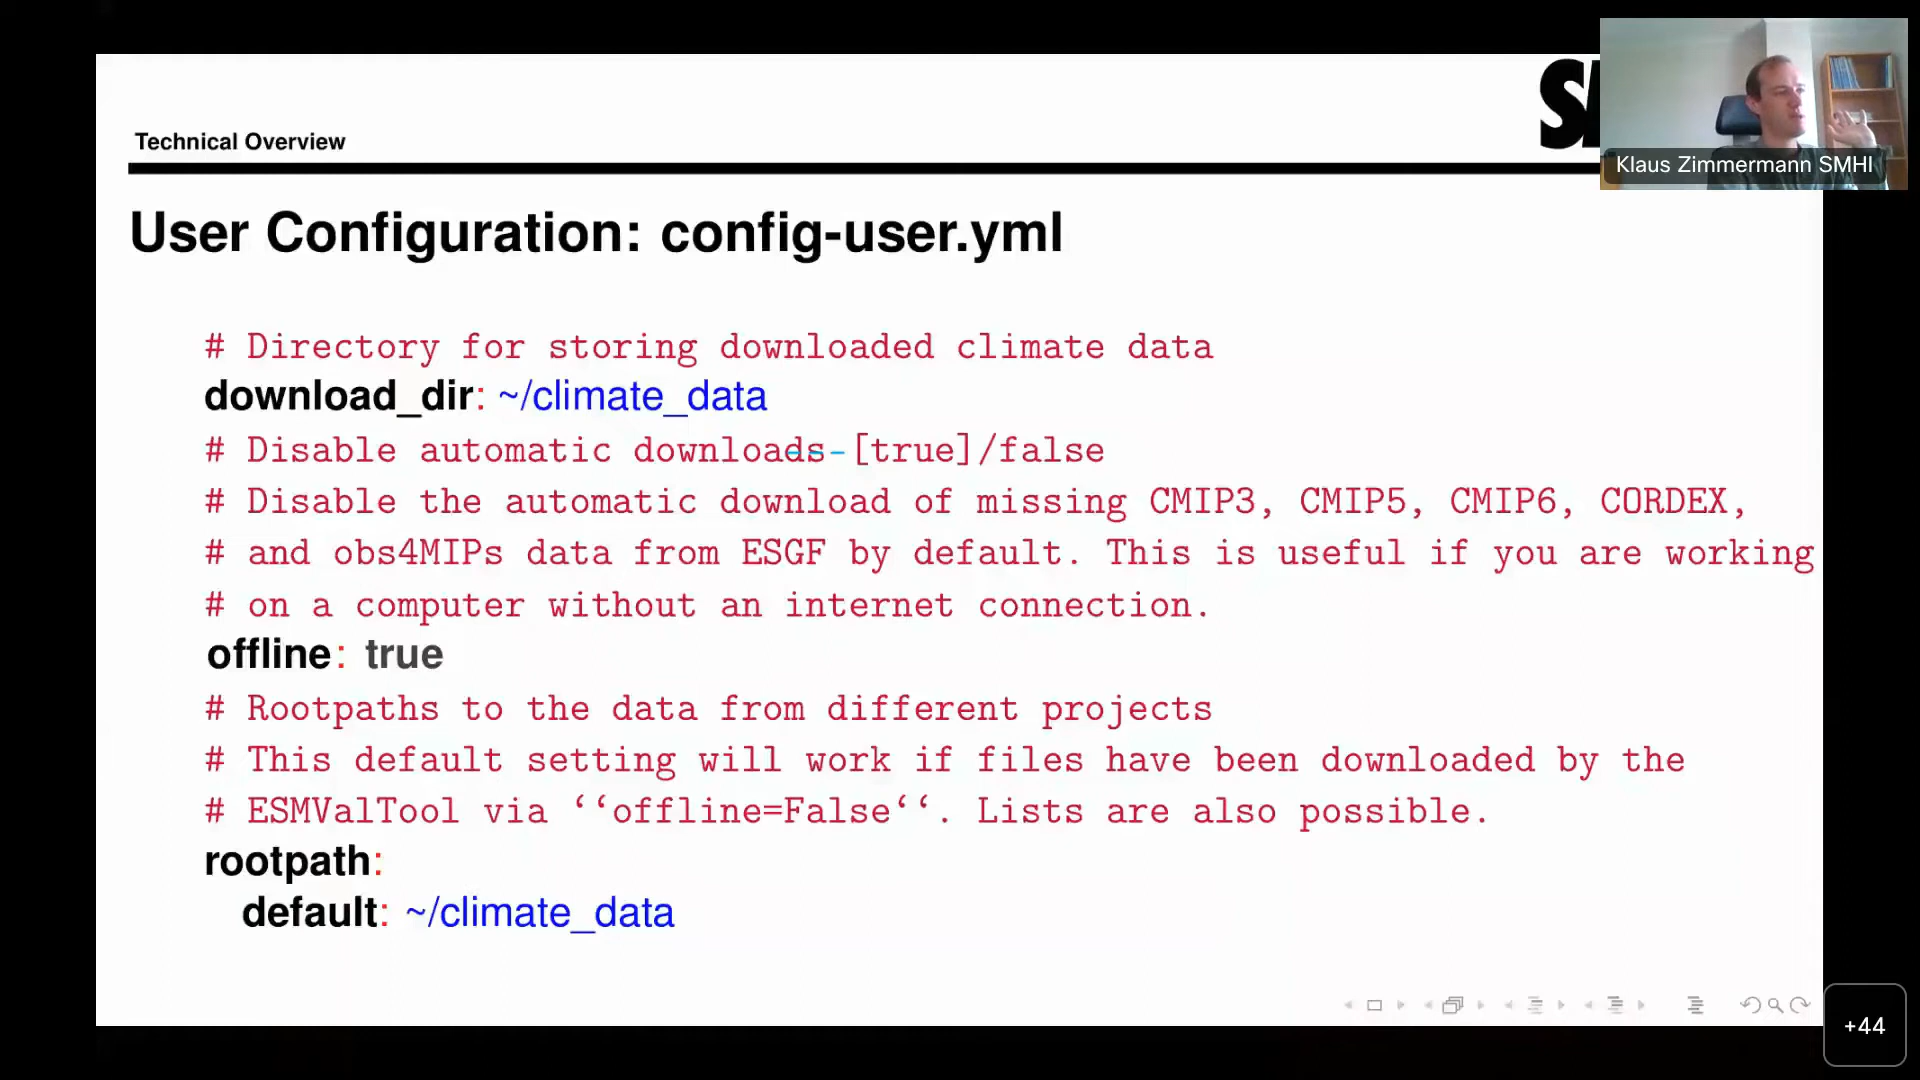 Technical Overview
Klaus Zimmermann SMHI
User Configuration: config-user.yml
# Directory for storing downloaded climate data
download_dir: ~/climate_data
# Disable automatic downloads--[true]/false
# Disable the automatic download of missing CMIP3, CMIP5, CMIP6, CORDEX,
# and obs4MIPs data from ESGF by default. This is useful if you are working
# on a computer without an internet connection.
offline: true
# Rootpaths to the data from different projects
# This default setting will work if files have been downloaded by the
# ESMValTool via ‘‘offline=False‘‘. Lists are also possible.
rootpath:
default: ~/climate_data
+44